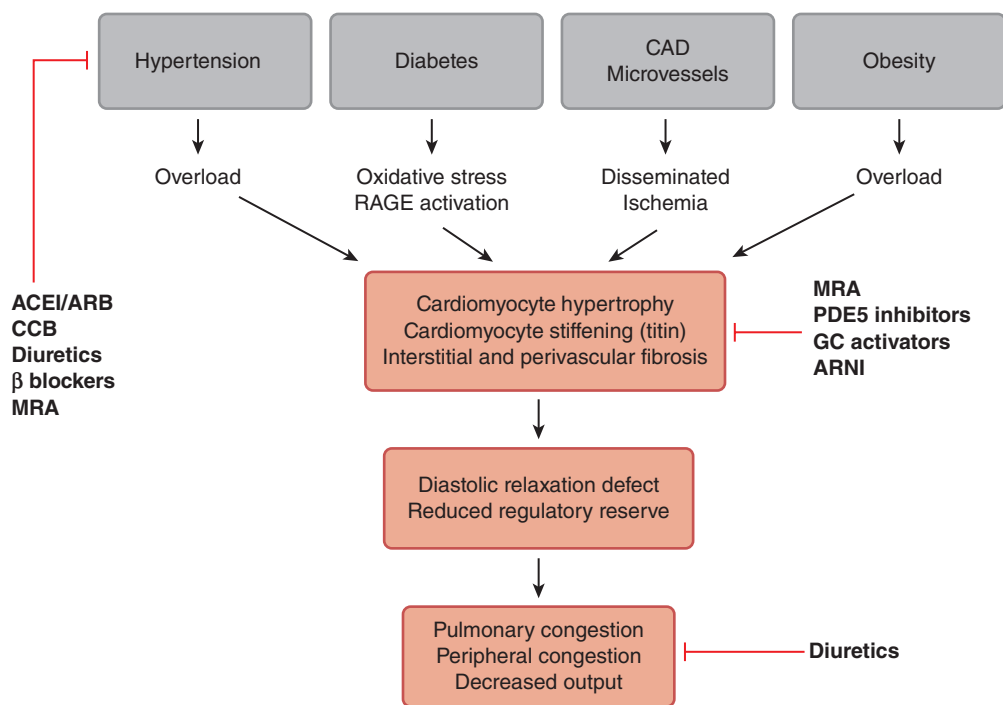 Hypertension
Diabetes
CAD
Microvessels
Obesity
Overload
Oxidative stress
RAGE activation
Disseminated
Ischemia
Overload
ACEI/ARB
CCB
Diuretics
β blockers
MRA
Cardiomyocyte hypertrophy
Cardiomyocyte stiffening (titin)
Interstitial and perivascular fibrosis
MRA
PDE5 inhibitors
GC activators
ARNI
Diastolic relaxation defect
Reduced regulatory reserve
Pulmonary congestion
Peripheral congestion
Decreased output
Diuretics